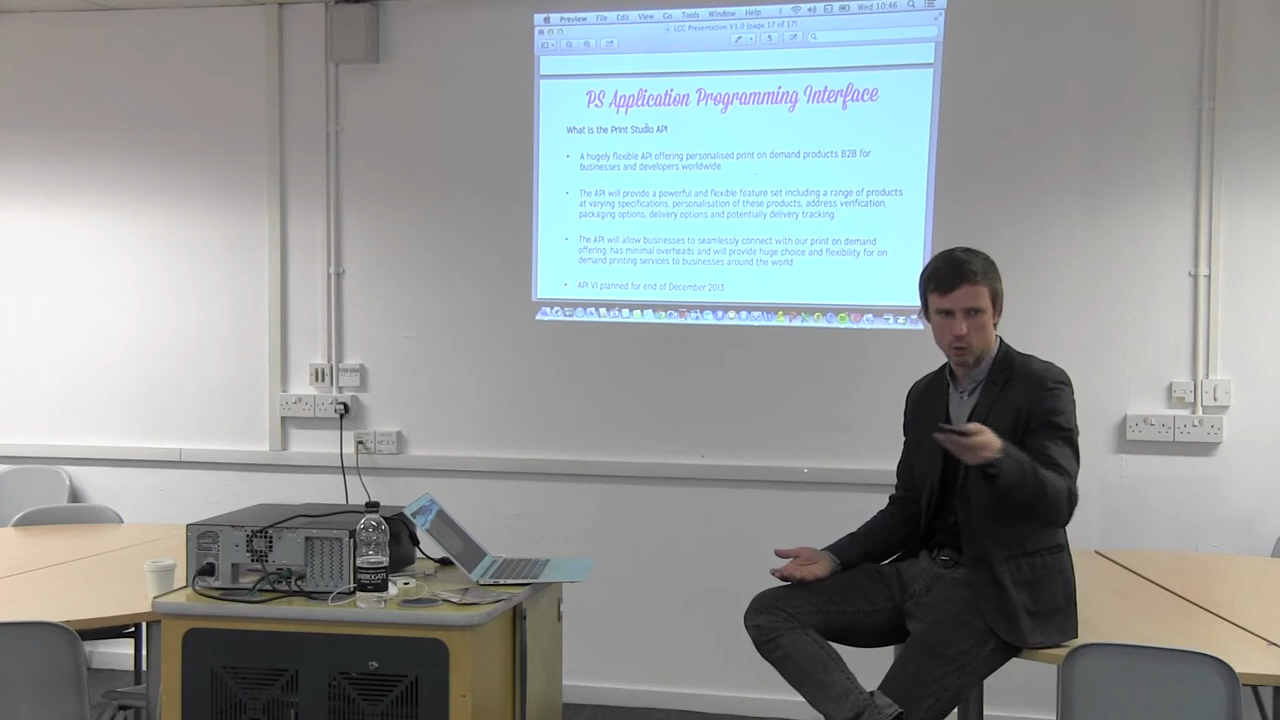 Preview File Edit View Go Tools Window Help Wed 10:46
LCC Presentation V1.0 (page 17 of 17)
PS Application Programming Interface
What is the Print Studio API
• A hugely flexible API offering personalised print on demand products B2B for
businesses and developers worldwide.
• The API will provide a powerful and flexible feature set including a range of products
at varying specifications, personalisation of these products, address verification,
packaging options, delivery options and potentially delivery tracking.
• The API will allow businesses to seamlessly connect with our print on demand
offering, has minimal overheads and will provide huge choice and flexibility for on
demand printing services to businesses around the world.
• API V1 planned for end of December 2013
HARROGATE